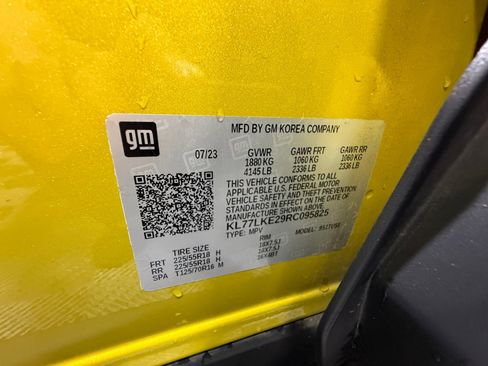 gm
MFD BY GM KOREA COMPANY
07/23 GVWR GAWR FRT GAWR RR
1880 KG 1060 KG 1060 KG
4145 LB 2336 LB 2336 LB
THIS VEHICLE CONFORMS TO ALL
APPLICABLE U.S. FEDERAL MOTOR
VEHICLE SAFETY AND THEFT PREVENTION
STANDARDS IN EFFECT ON THE DATE OF
MANUFACTURE SHOWN ABOVE.
KL77LKE29RC095825
TYPE: MPV
TIRE SIZE RIM
FRT 225/55R18 H 18X7.5J
RR 225/55R18 H 18X7.5J
SPA T125/70R16 M 16X4BT